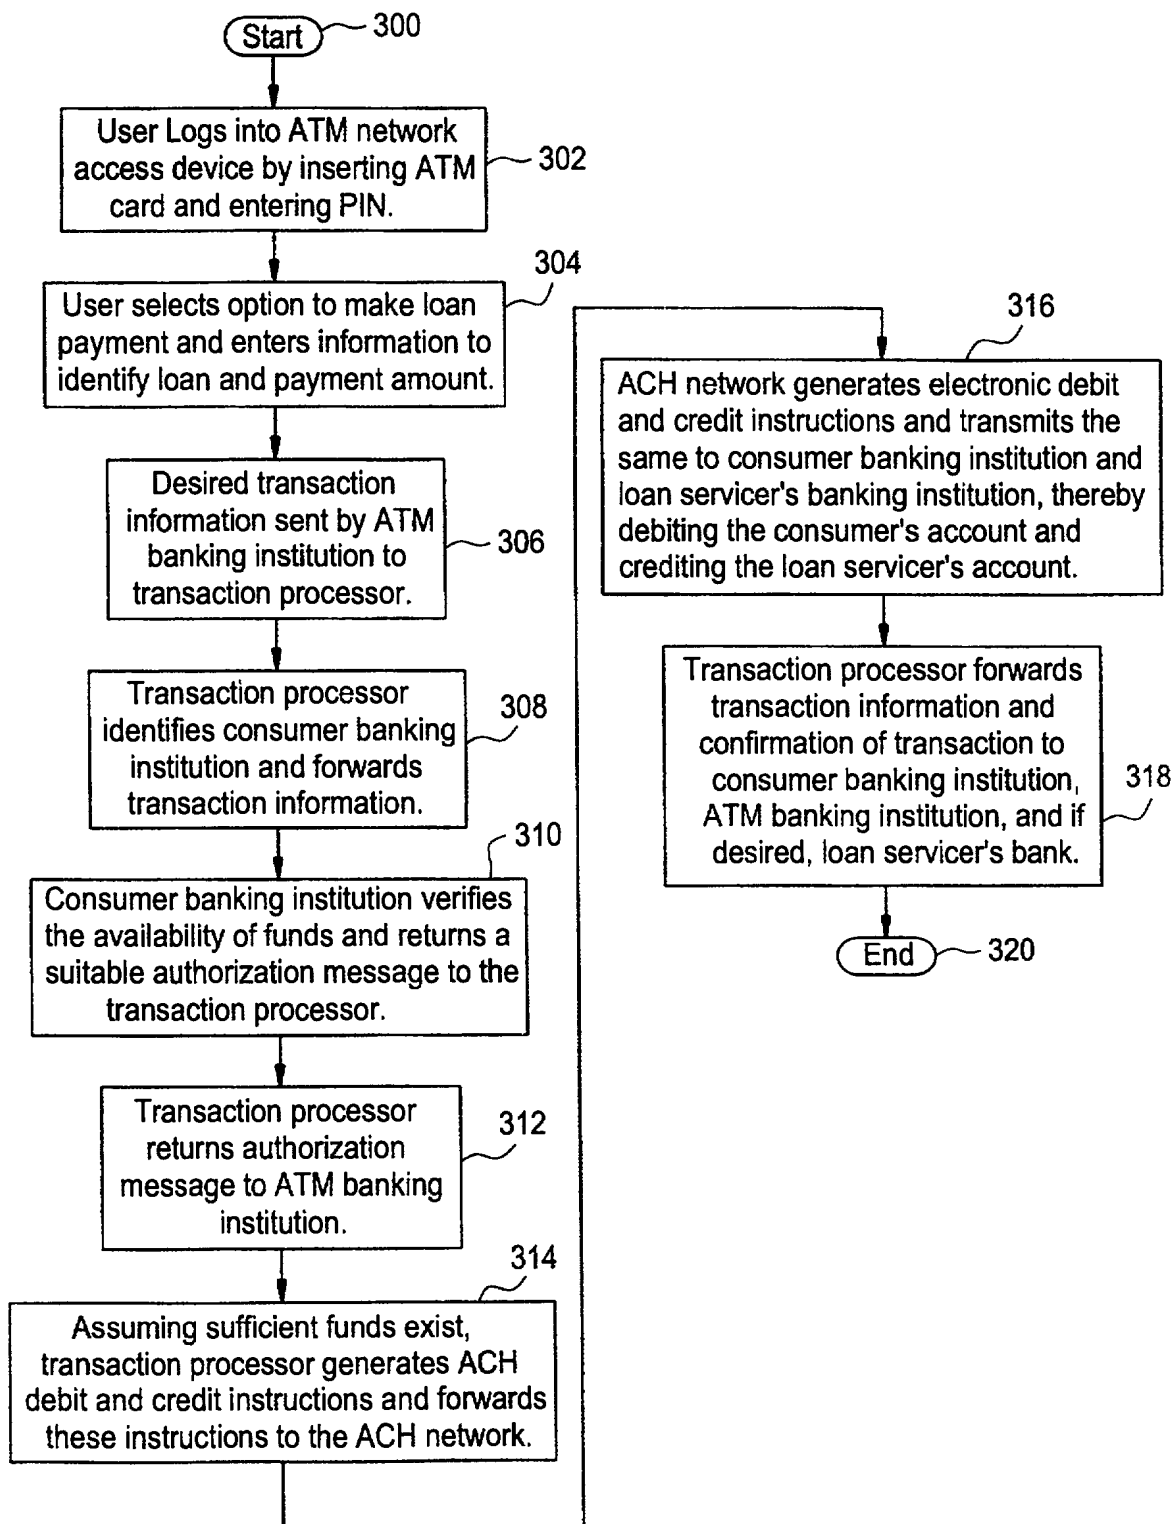 Start
300
User Logs into ATM network
access device by inserting ATM
card and entering PIN.
302
304
User selects option to make loan
payment and enters information to
identify loan and payment amount.
Desired transaction
information sent by ATM
banking institution to
transaction processor.
306
Transaction processor
identifies consumer banking
institution and forwards
transaction information.
308
310
Consumer banking institution verifies
the availability of funds and returns a
suitable authorization message to the
transaction processor.
Transaction processor
returns authorization
message to ATM banking
institution.
312
314
Assuming sufficient funds exist,
transaction processor generates ACH
debit and credit instructions and forwards
these instructions to the ACH network.
316
ACH network generates electronic debit
and credit instructions and transmits the
same to consumer banking institution and
loan servicer's banking institution, thereby
debiting the consumer's account and
crediting the loan servicer's account.
Transaction processor forwards
transaction information and
confirmation of transaction to
consumer banking institution,
ATM banking institution, and if
desired, loan servicer's bank.
318
End
320